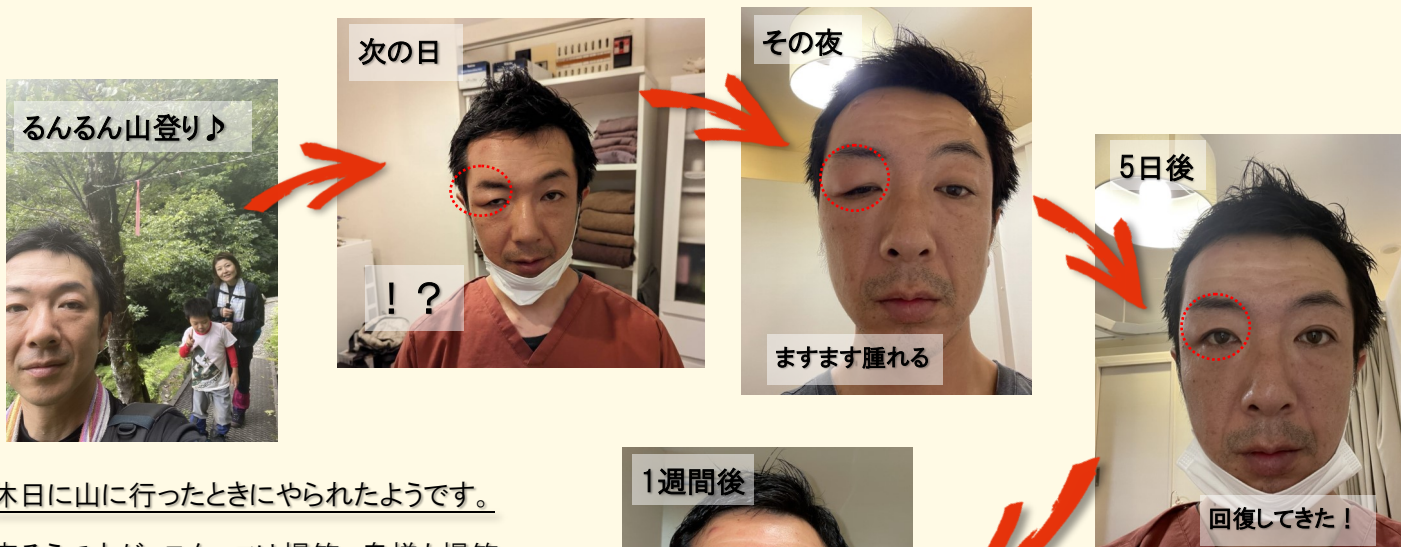 るんるん山登り♪
次の日
！？
その夜
ますます腫れる
5日後
回復してきた！
1週間後
休日に山に行ったときにやられたようです。